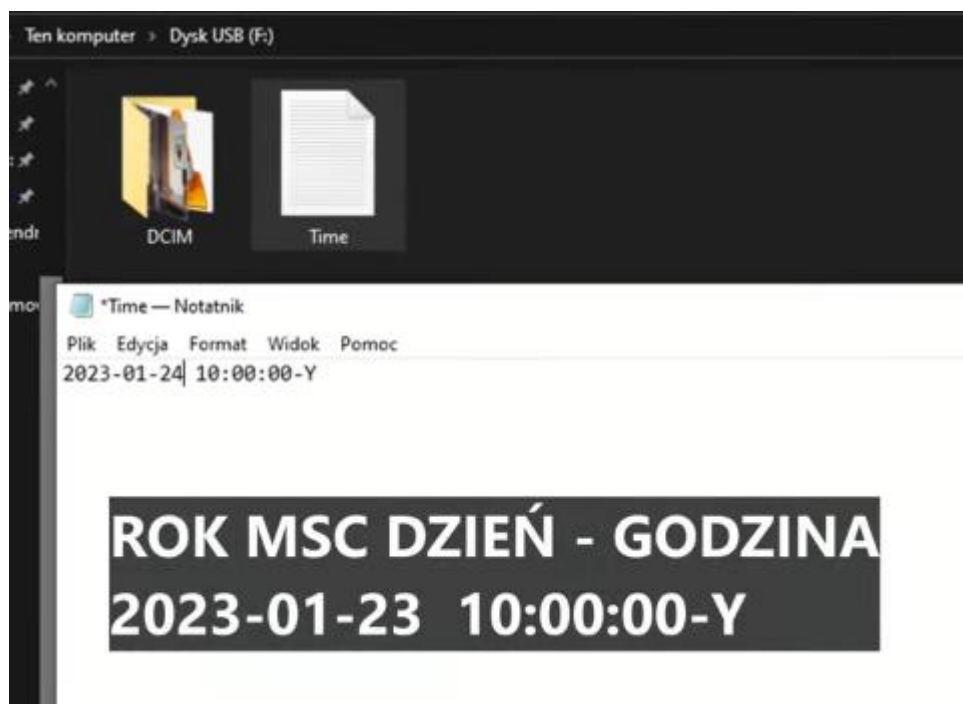 Ten komputer › Dysk USB (F:)
DCIM
Time
*Time — Notatnik
Plik Edycja Format Widok Pomoc
2023-01-24 10:00:00-Y
ROK MSC DZIEŃ - GODZINA
2023-01-23 10:00:00-Y